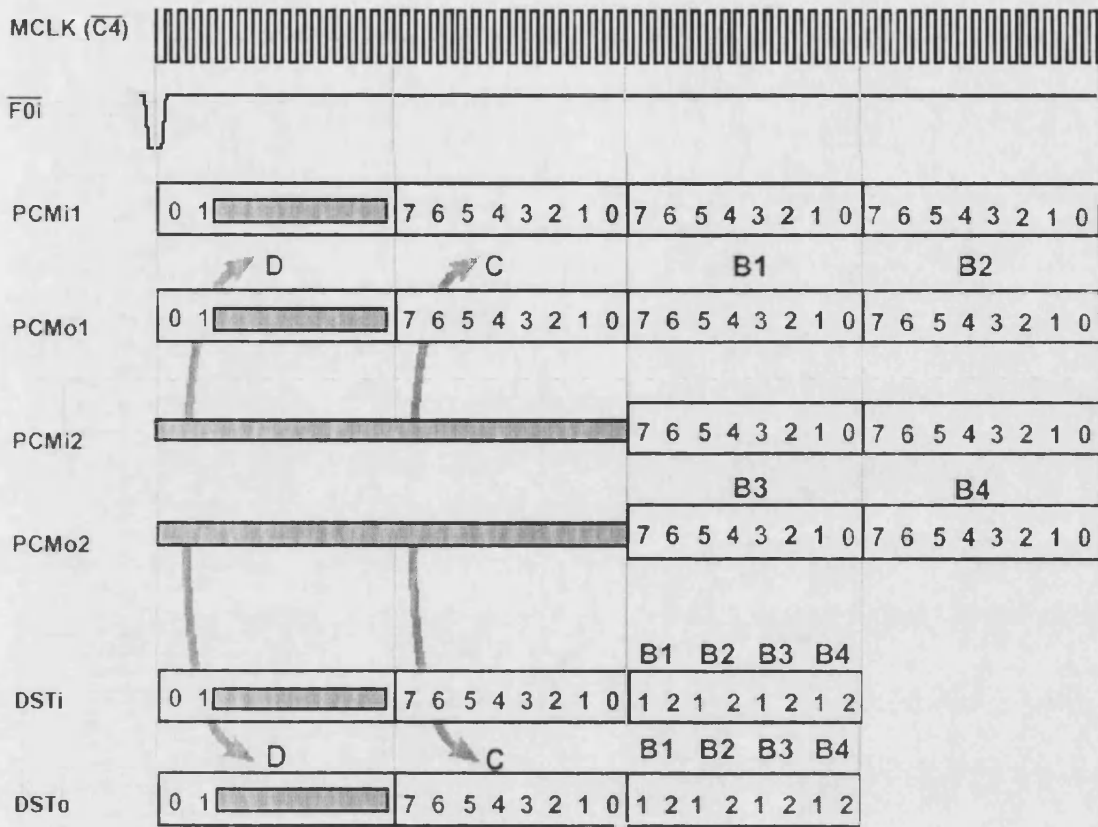 MCLK (C4)
F0i
PCMi1 0 1 7 6 5 4 3 2 1 0 7 6 5 4 3 2 1 0 7 6 5 4 3 2 1 0
D C B1 B2
PCMo1 0 1 7 6 5 4 3 2 1 0 7 6 5 4 3 2 1 0 7 6 5 4 3 2 1 0
PCMi2 7 6 5 4 3 2 1 0 7 6 5 4 3 2 1 0
B3 B4
PCMo2 7 6 5 4 3 2 1 0 7 6 5 4 3 2 1 0
B1 B2 B3 B4
DSTi 0 1 7 6 5 4 3 2 1 0 1 2 1 2 1 2 1 2
D C B1 B2 B3 B4
DSTo 0 1 7 6 5 4 3 2 1 0 1 2 1 2 1 2 1 2